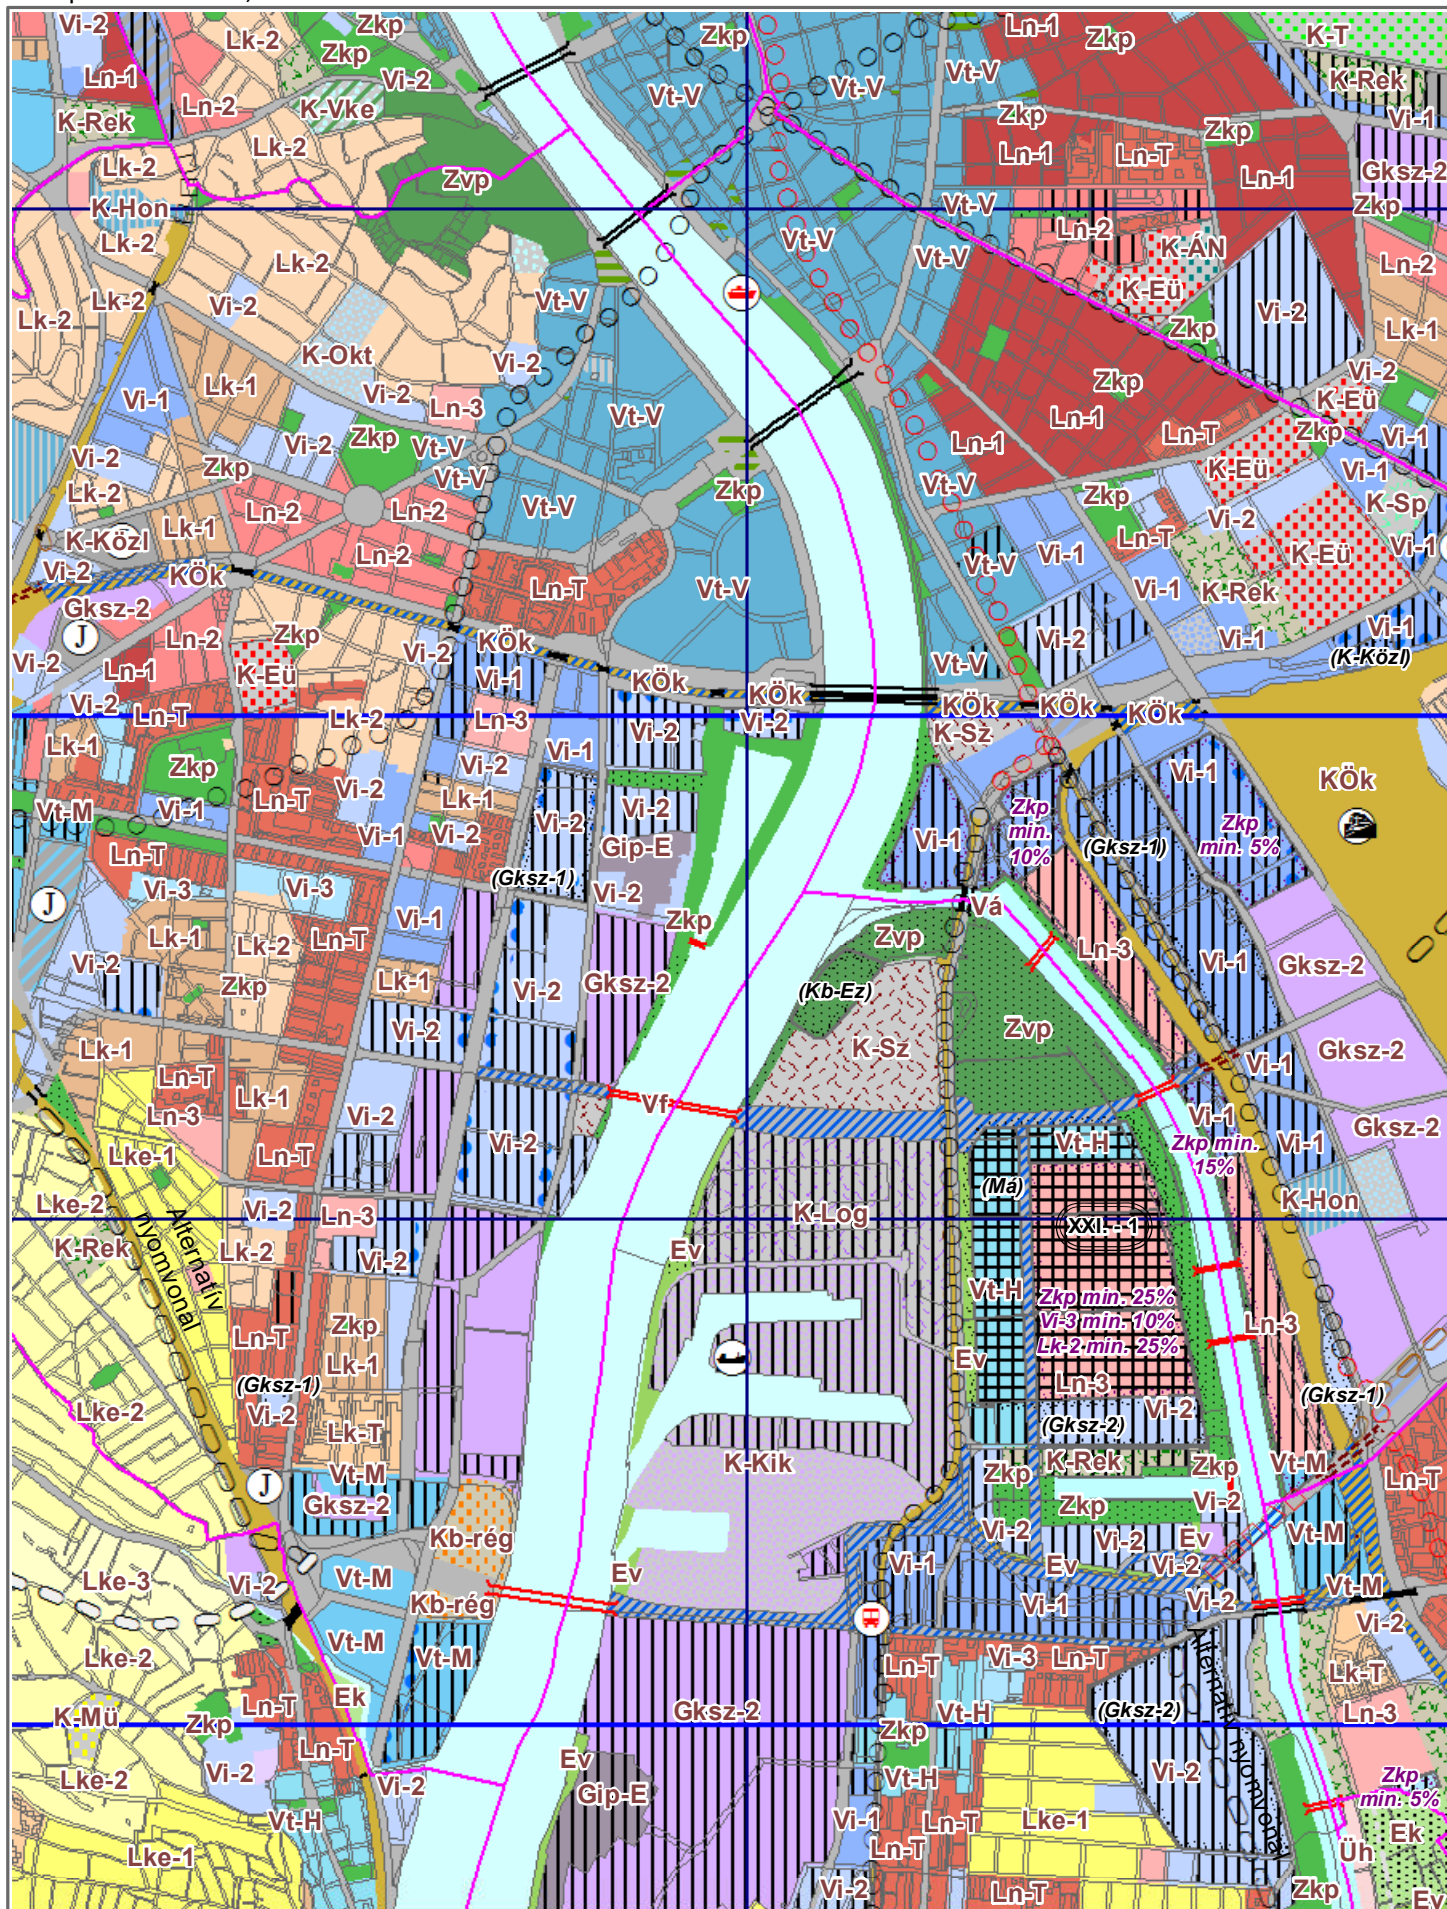 Vi-2
Lk-2
Zkp
Zkp
Zkp
Ln-1
Zkp
K-T
Ln-1
Zkp
Vi-2
Vt-V
Vt-V
Vt-V
K-Rek
K-Rek
Ln-2
K-Vke
Zkp
Zkp
Vi-1
Lk-2
Lk-2
Zvp
Ln-1
Ln-T
Ln-1
Gksz-2
K-Hon
Lk-2
Vt-V
Vt-V
Ln-2
K-ÁN
Zkp
Ln-2
Lk-2
Lk-2
Vi-2
Vt-V
Vt-V
K-Eü
Vi-2
Lk-2
K-Okt
Vi-2
Zkp
Lk-1
Vi-1
Lk-1
Vi-2
Ln-3
Vt-V
Zkp
Vi-2
K-Eü
Vi-2
Zkp
Vi-2
Zkp
Vt-V
Vt-V
Ln-1
Ln-1
Ln-T
Zkp
Vi-1
Vi-1
K-Eü
Lk-2
Ln-2
Ln-2
Vt-V
Zkp
Vt-V
Zkp
Vi-2
K-Sp
K-Közl
Lk-1
Ln-2
Ln-T
Vt-V
Vt-V
Vi-1
Ln-T
K-Eü
Vi-1
Vi-2
KÖk
Vi-1
K-Rek
Gksz-2
J
Ln-2
Zkp
Vi-2
KÖk
Vi-2
Vi-1
Vi-1
(K-Közl)
Vi-2
Ln-1
K-Eü
Vi-1
KÖk
KÖk
Vt-V
KÖk
KÖk
KÖk
Vi-2
Ln-T
Lk-2
Ln-3
Vi-2
Vi-2
K-Sz
Lk-1
Zkp
Vi-1
Vi-2
Vi-1
KÖk
Vt-M
Vi-1
Ln-T
Vi-2
Lk-1
Vi-2
Vi-2
Vi-2
Vi-1
Zkp
min.
10%
(Gksz-1)
Zkp
min. 5%
Ln-T
Vi-1
Gip-E
Vi-3
Vi-3
(Gksz-1)
Vi-2
J
Vi-1
Zkp
Vá
Lk-1
Lk-2
Ln-T
Zvp
Ln-3
Vi-2
Zkp
Lk-1
Vi-2
Gksz-2
(Kb-Ez)
Vi-1
Gksz-2
Vi-2
Zvp
Lk-1
K-Sz
Gksz-2
Ln-T
Lk-1
Vf
Vi-1
Ln-3
Vi-2
Vi-1
Gksz-2
Lke-1
Ln-T
Vi-2
Vt-H
Zkp min.
15%
Vi-1
Lke-2
Vi-2
Ln-3
K-Log
(Má)
K-Hon
K-Rek
Alternatív
nyomvonal
Lk-2
Vi-2
Ev
XXI. - 1
Vt-H
Zkp min. 25%
Vi-3 min. 10%
Lk-2 min. 25%
Ln-3
Ln-T
Zkp
Lk-1
Ev
Ln-3
(Gksz-1)
(Gksz-1)
Lke-2
Vi-2
Lk-T
(Gksz-2)
Vi-2
Vt-M
K-Kik
Zkp
K-Rek
Zkp
Vt-M
Ln-T
J
Gksz-2
Zkp
Vi-2
Kb-rég
Vi-2
Vi-2
Ev
Vt-M
Lke-3
Vi-2
Vt-M
Ev
Vi-1
Ev
Vi-2
Kb-rég
Vi-1
Vi-2
Vt-M
Vi-2
Lke-2
Vt-M
Vt-M
Ln-T
Vi-3
Ln-T
Alternatív nyomvonal
Lk-T
Ln-T
Ek
K-Mü
Zkp
Gksz-2
Vt-H
(Gksz-2)
Ln-3
Zkp
Lke-2
Vi-2
Ln-T
Vi-2
Ev
Gip-E
Vt-H
Vi-2
Zkp
min. 5%
Vt-H
Vi-1
Ln-T
Lke-1
Ek
Lke-1
Ln-T
Üh
Vi-2
Ln-T
Zkp
Ev